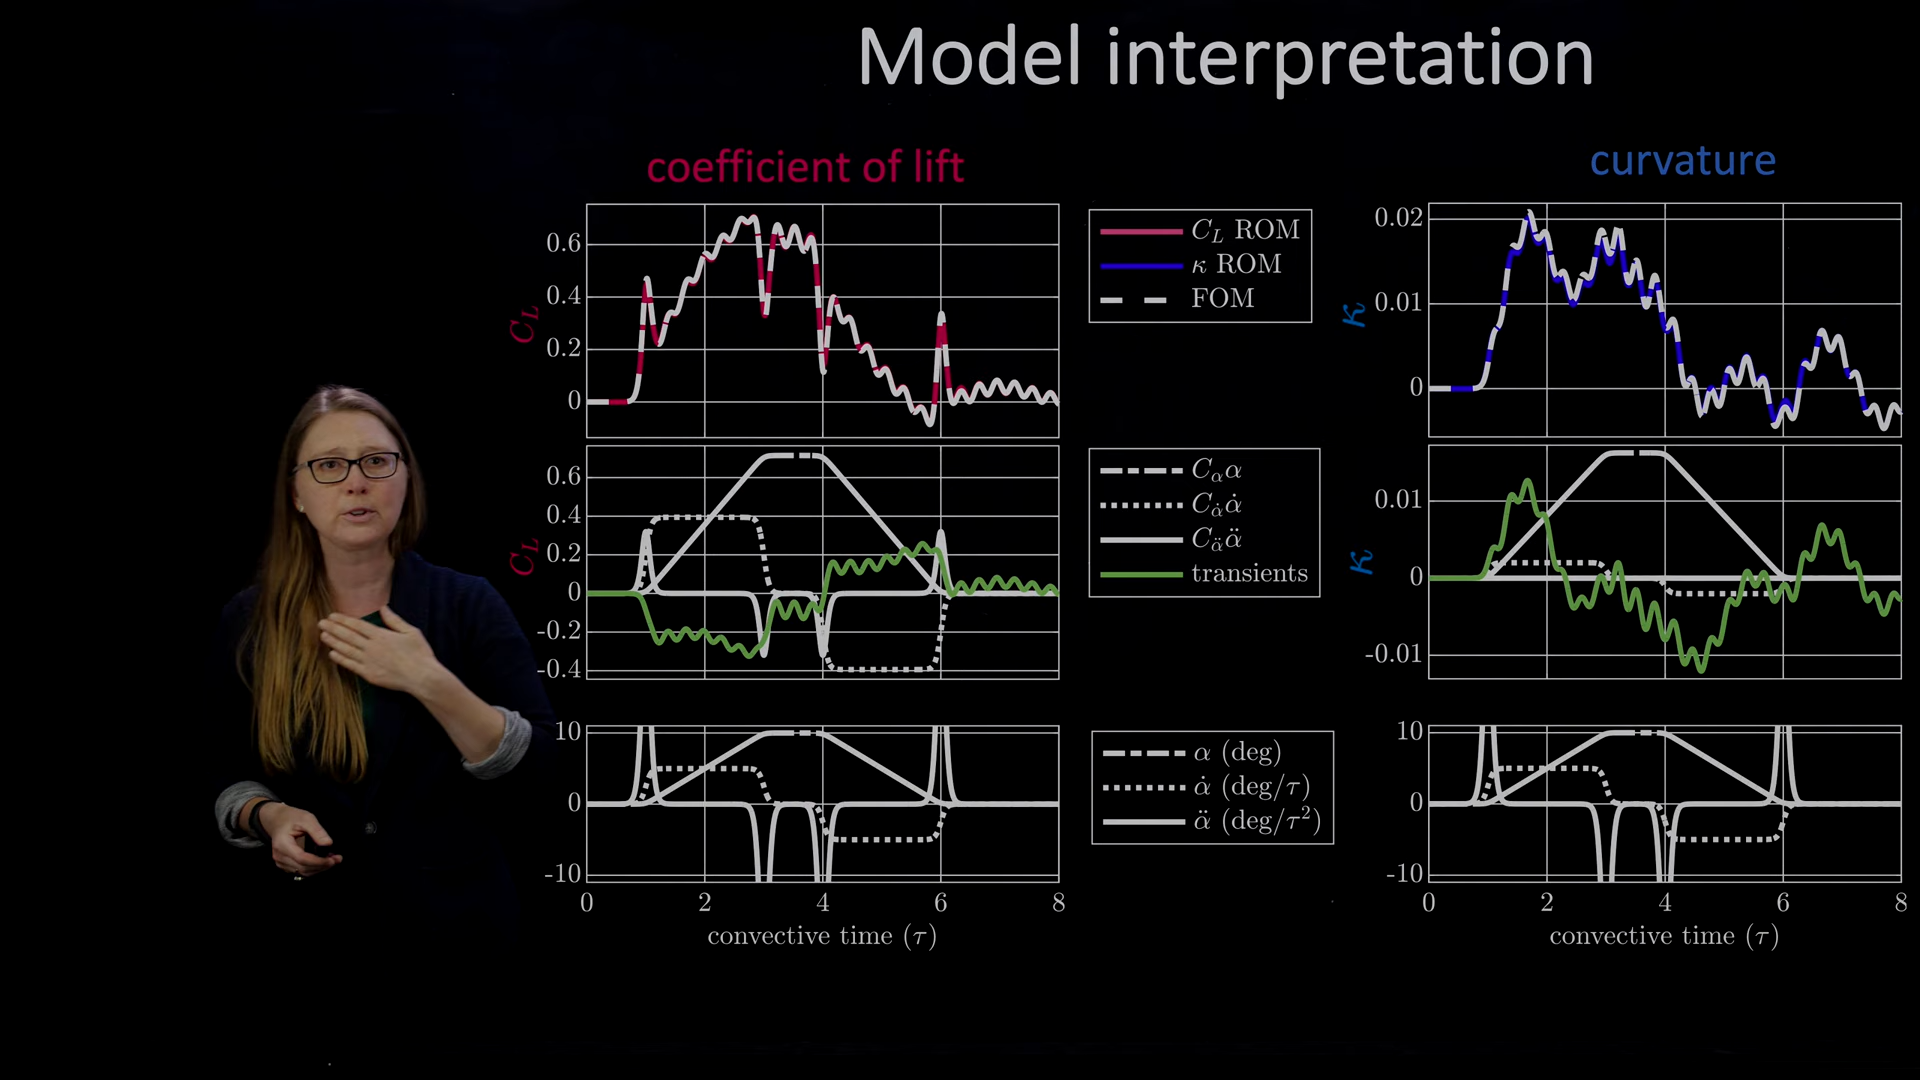 Model interpretation
coefficient of lift
curvature
C_L
0.6
0.4
0.2
0
C_L ROM
κ ROM
FOM
κ
0.02
0.01
0
C_L
0.6
0.4
0.2
0
-0.2
-0.4
C_α α
C_α̇ α̇
C_α̈ α̈
transients
κ
0.01
0
-0.01
10
0
-10
0 2 4 6 8
convective time (τ)
α (deg)
α̇ (deg/τ)
α̈ (deg/τ²)
10
0
-10
0 2 4 6 8
convective time (τ)